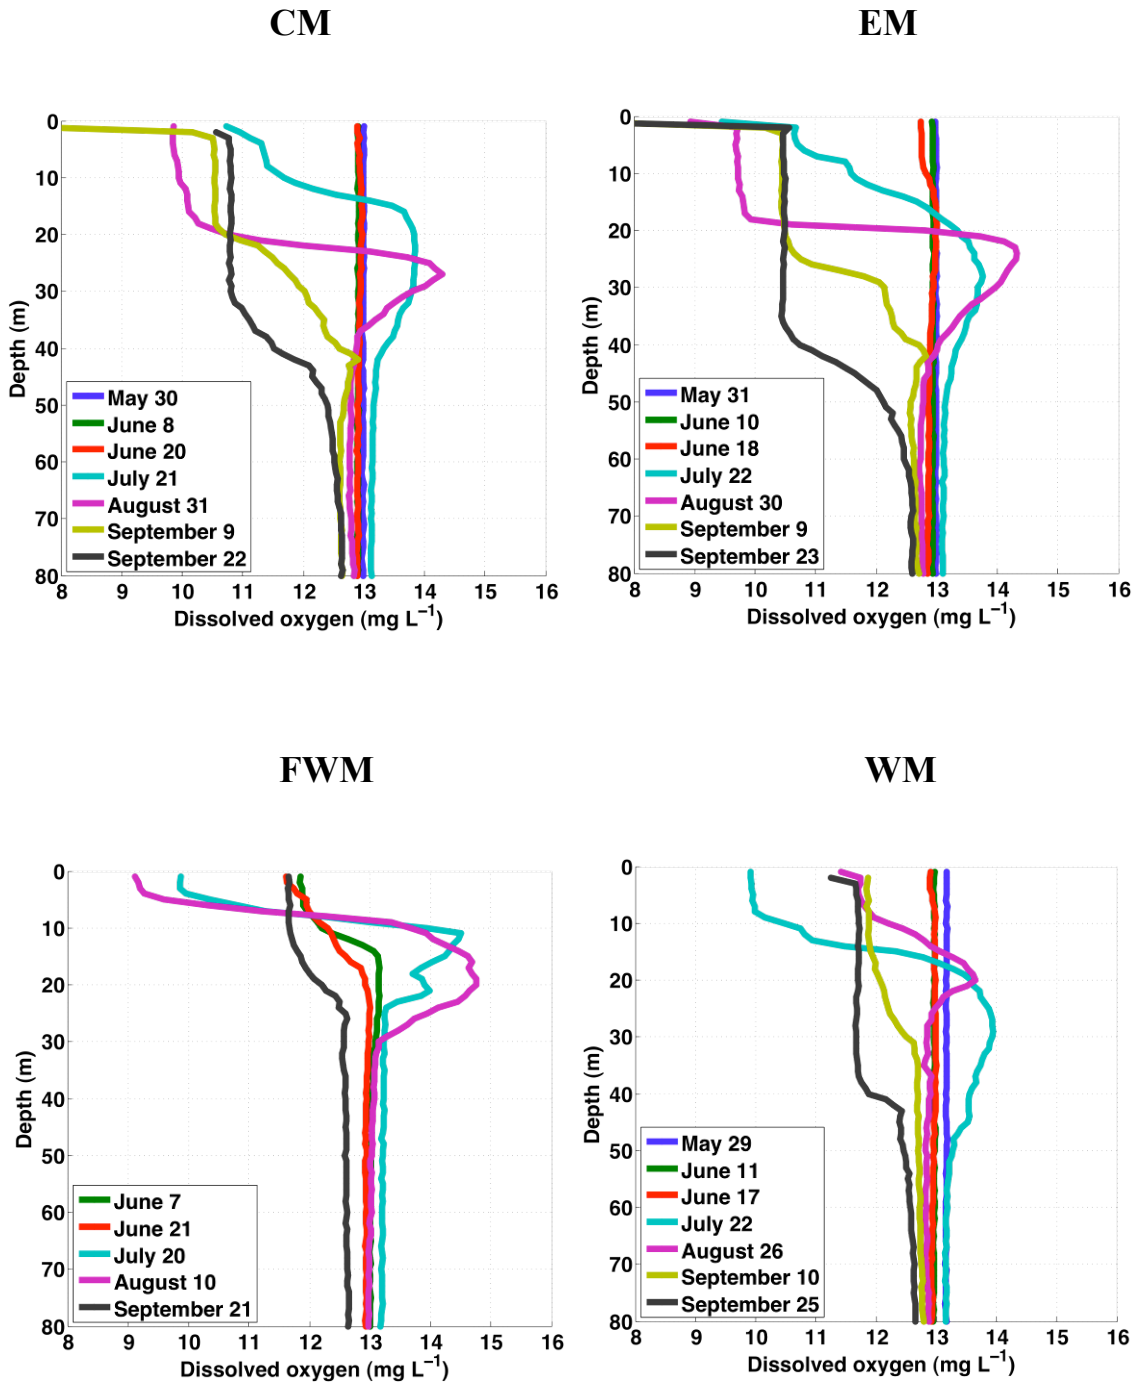 CM
0
10
20
30
40
50
60
70
80
Depth (m)
May 30
June 8
June 20
July 21
August 31
September 9
September 22
8 9 10 11 12 13 14 15 16
Dissolved oxygen (mg L⁻¹)
EM
0
10
20
30
40
50
60
70
80
Depth (m)
May 31
June 10
June 18
July 22
August 30
September 9
September 23
8 9 10 11 12 13 14 15 16
Dissolved oxygen (mg L⁻¹)
FWM
0
10
20
30
40
50
60
70
80
Depth (m)
June 7
June 21
July 20
August 10
September 21
8 9 10 11 12 13 14 15 16
Dissolved oxygen (mg L⁻¹)
WM
0
10
20
30
40
50
60
70
80
Depth (m)
May 29
June 11
June 17
July 22
August 26
September 10
September 25
8 9 10 11 12 13 14 15 16
Dissolved oxygen (mg L⁻¹)